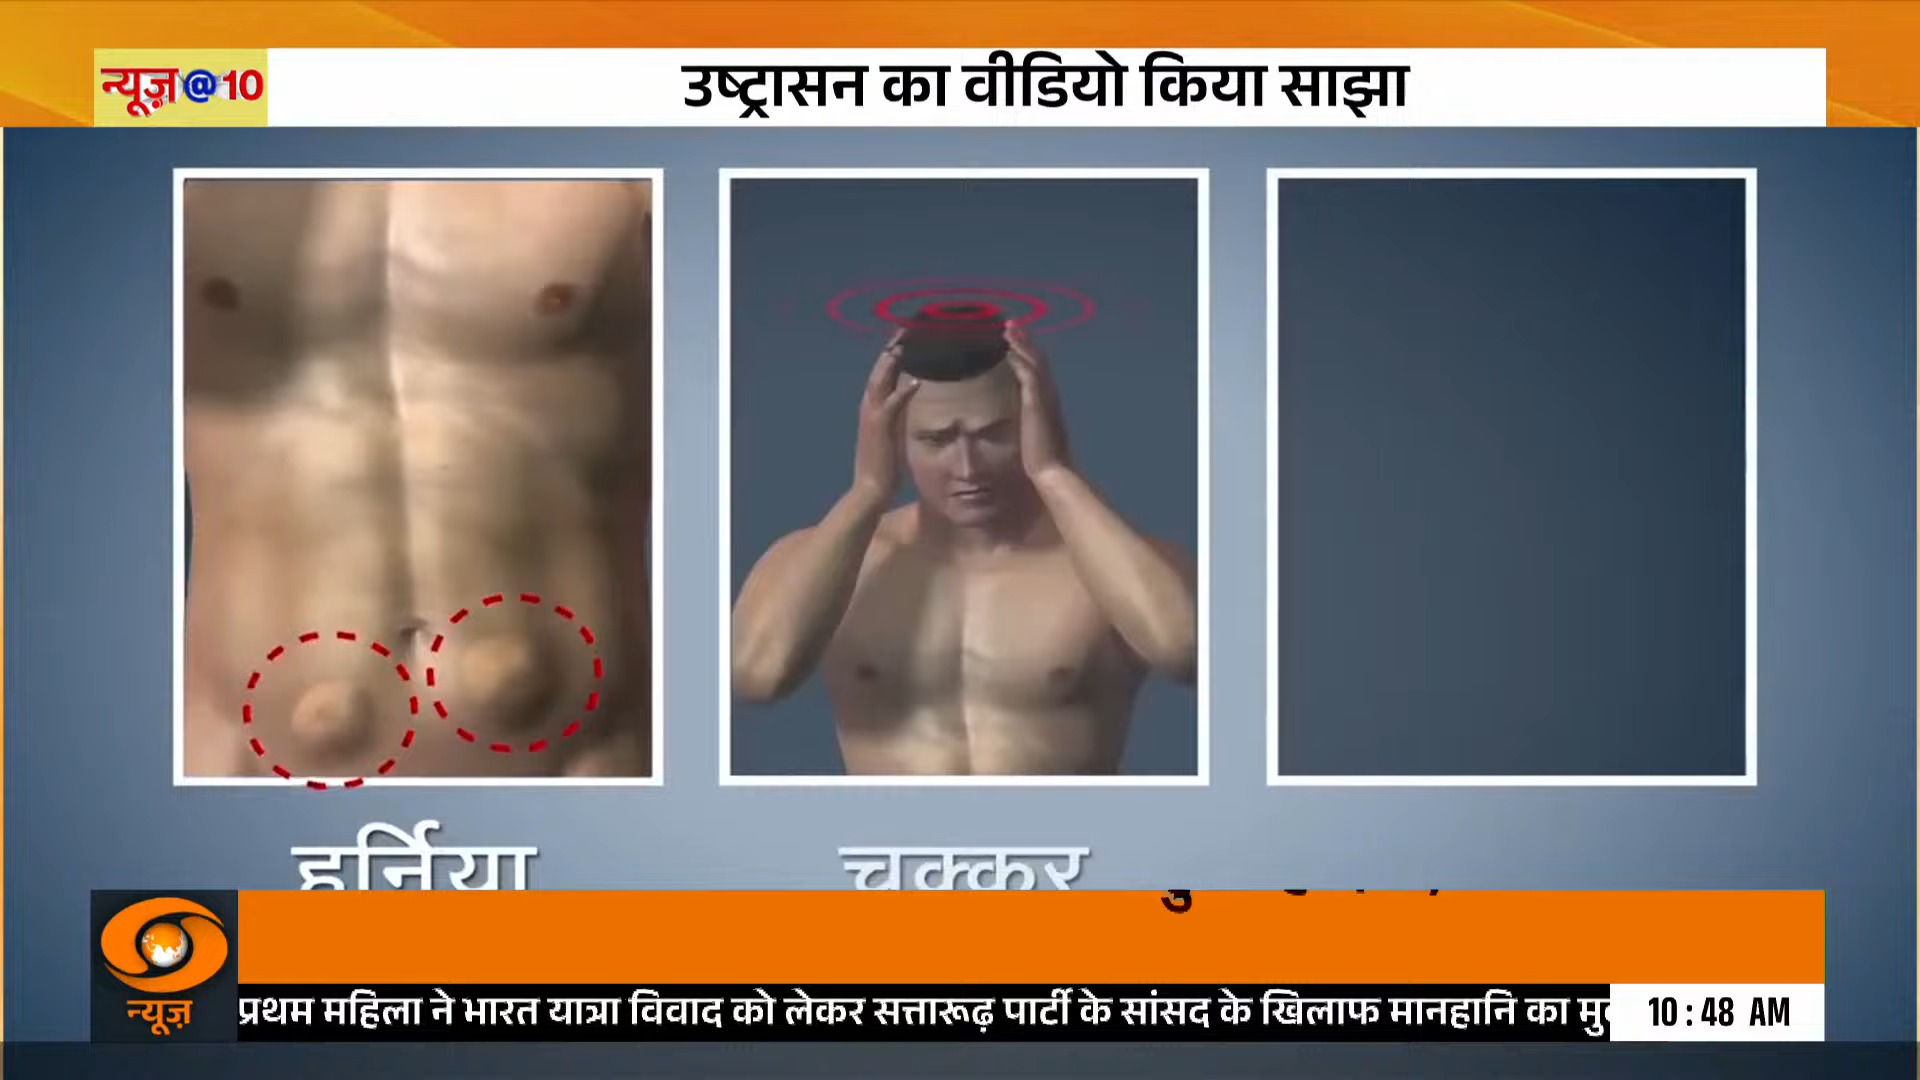 न्यूज़@10
उष्ट्रासन का वीडियो किया साझा
हर्निया
चक्कर
न्यूज़
प्रथम महिला ने भारत यात्रा विवाद को लेकर सत्तारूढ़ पार्टी के सांसद के खिलाफ मानहानि का
10:48 AM